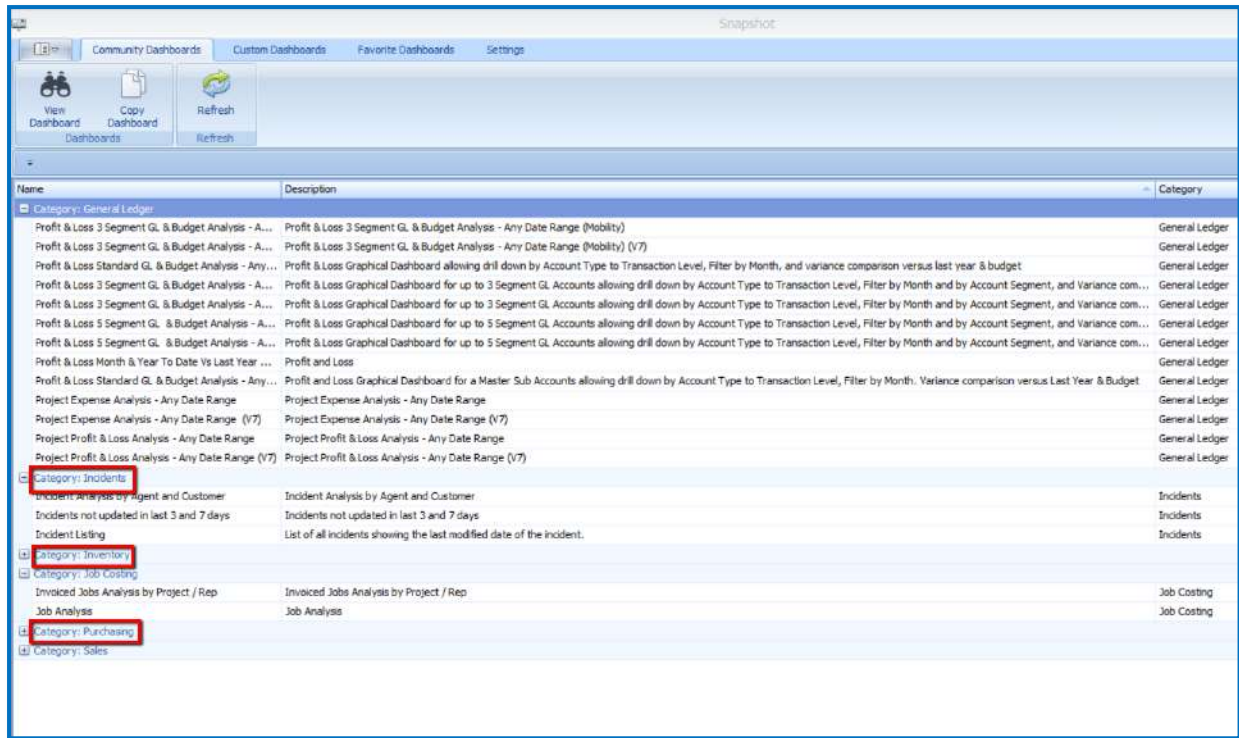 Snapshot
Community Dashboards Custom Dashboards Favorite Dashboards Settings
View Dashboard Copy Dashboard Refresh
Dashboards Refresh
Name Description Category
Category: General Ledger
Profit & Loss 3 Segment GL & Budget Analysis - A... Profit & Loss 3 Segment GL & Budget Analysis - Any Date Range (Mobility) General Ledger
Profit & Loss 3 Segment GL & Budget Analysis - A... Profit & Loss 3 Segment GL & Budget Analysis - Any Date Range (Mobility) (V7) General Ledger
Profit & Loss Standard GL & Budget Analysis - Any... Profit & Loss Graphical Dashboard allowing drill down by Account Type to Transaction Level, Filter by Month, and variance comparison versus last year & budget General Ledger
Profit & Loss 3 Segment GL & Budget Analysis - A... Profit & Loss Graphical Dashboard for up to 3 Segment GL Accounts allowing drill down by Account Type to Transaction Level, Filter by Month and by Account Segment, and Variance com... General Ledger
Profit & Loss 3 Segment GL & Budget Analysis - A... Profit & Loss Graphical Dashboard for up to 3 Segment GL Accounts allowing drill down by Account Type to Transaction Level, Filter by Month and by Account Segment, and Variance com... General Ledger
Profit & Loss 5 Segment GL & Budget Analysis - A... Profit & Loss Graphical Dashboard for up to 5 Segment GL Accounts allowing drill down by Account Type to Transaction Level, Filter by Month and by Account Segment, and Variance com... General Ledger
Profit & Loss 5 Segment GL & Budget Analysis - A... Profit & Loss Graphical Dashboard for up to 5 Segment GL Accounts allowing drill down by Account Type to Transaction Level, Filter by Month and by Account Segment, and Variance com... General Ledger
Profit & Loss Month & Year To Date Vs Last Year ... Profit and Loss General Ledger
Profit & Loss Standard GL & Budget Analysis - Any... Profit and Loss Graphical Dashboard for a Master Sub Accounts allowing drill down by Account Type to Transaction Level, Filter by Month. Variance comparison versus Last Year & Budget General Ledger
Project Expense Analysis - Any Date Range Project Expense Analysis - Any Date Range General Ledger
Project Expense Analysis - Any Date Range (V7) Project Expense Analysis - Any Date Range (V7) General Ledger
Project Profit & Loss Analysis - Any Date Range Project Profit & Loss Analysis - Any Date Range General Ledger
Project Profit & Loss Analysis - Any Date Range (V7) Project Profit & Loss Analysis - Any Date Range (V7) General Ledger
Category: Incidents
Incident Analysis by Agent and Customer Incident Analysis by Agent and Customer Incidents
Incidents not updated in last 3 and 7 days Incidents not updated in last 3 and 7 days Incidents
Incident Listing List of all incidents showing the last modified date of the incident. Incidents
Category: Inventory
Category: Job Costing
Invoiced Jobs Analysis by Project / Rep Invoiced Jobs Analysis by Project / Rep Job Costing
Job Analysis Job Analysis Job Costing
Category: Purchasing
Category: Sales